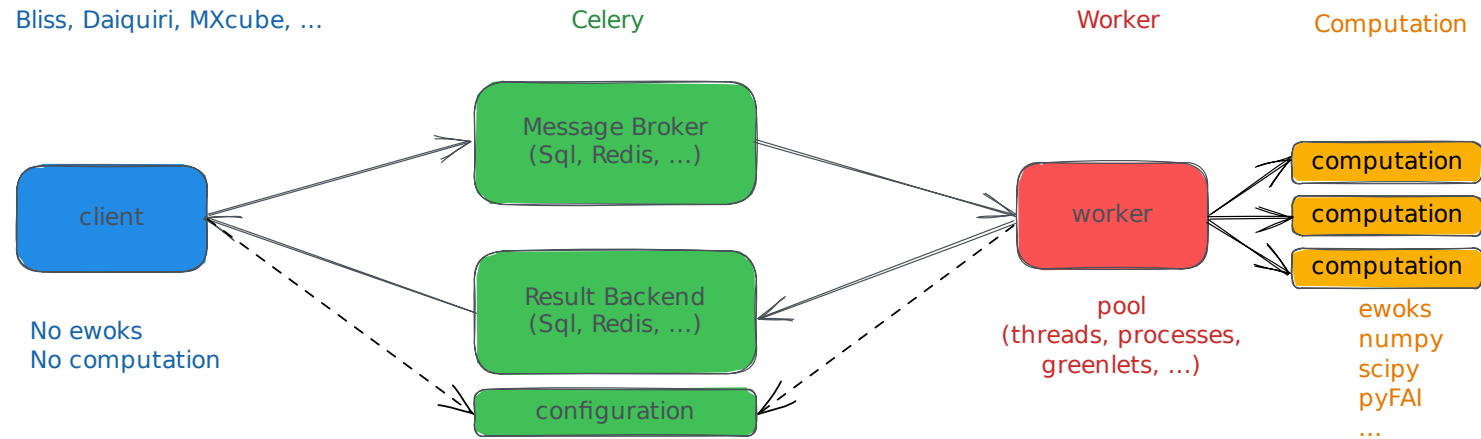 Bliss, Daiquiri, MXcube, ...
Celery
Worker
Computation
client
No ewoks
No computation
Message Broker
(Sql, Redis, ...)
Result Backend
(Sql, Redis, ...)
configuration
worker
pool
(threads, processes,
greenlets, ...)
computation
computation
computation
ewoks
numpy
scipy
pyFAI
...